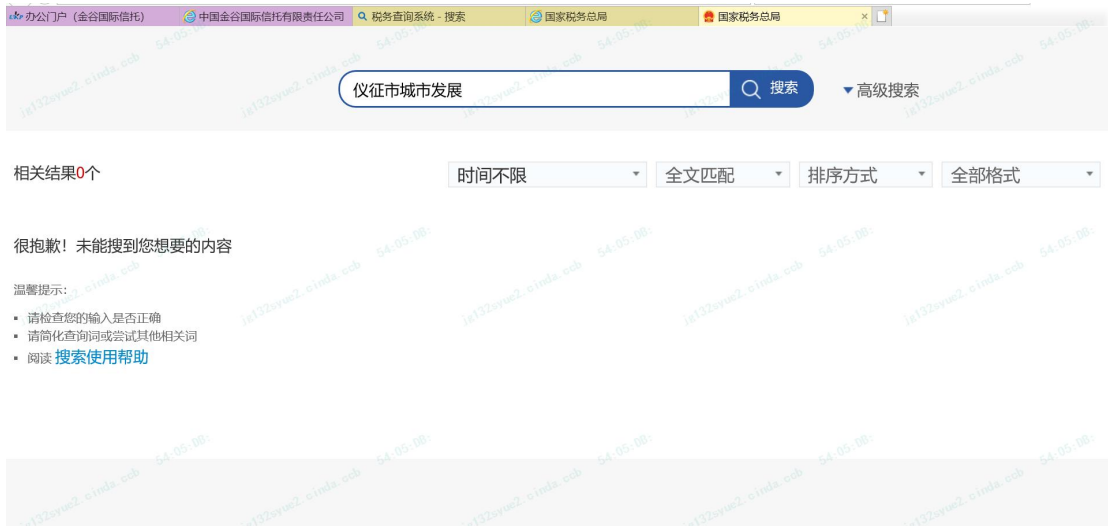 办公门户（金谷国际信托） 中国金谷国际信托有限责任公司 税务查询系统 - 搜索 国家税务总局 国家税务总局 ×
仪征市城市发展 搜索 高级搜索
相关结果0个 时间不限 全文匹配 排序方式 全部格式
很抱歉！未能搜到您想要的内容
温馨提示：
请检查您的输入是否正确
请简化查询词或尝试其他相关词
阅读 搜索使用帮助